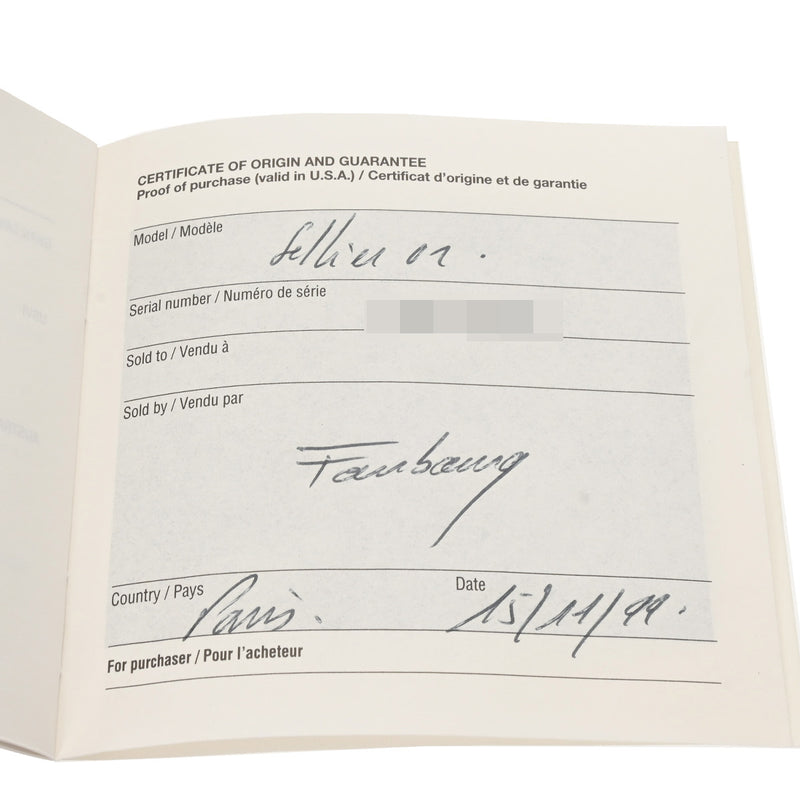 CERTIFICATE OF ORIGIN AND GUARANTEE
Proof of purchase (valid in U.S.A.) / Certificat d'origine et de garantie
Model / Modèle Sellier or.
Serial number / Numéro de série
Sold to / Vendu à
Sold by / Vendu par
Faubourg
Country / Pays Paris. Date 15/11/99.
For purchaser / Pour l'acheteur